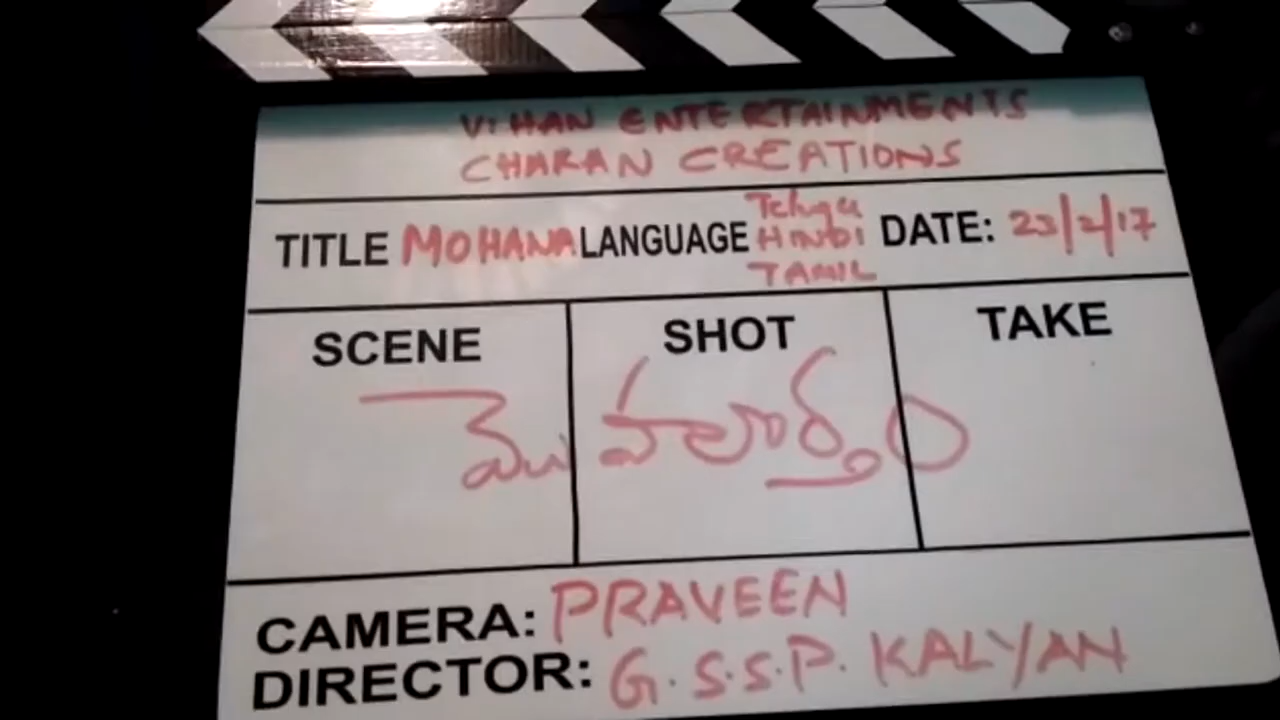 VIHAN ENTERTAINMENTS
CHARAN CREATIONS
TITLE MOHANA LANGUAGE Telugu HINDI TAMIL DATE: 23/2/17
SCENE SHOT TAKE
CAMERA: PRAVEEN
DIRECTOR: G.S.S.P. KALYAN